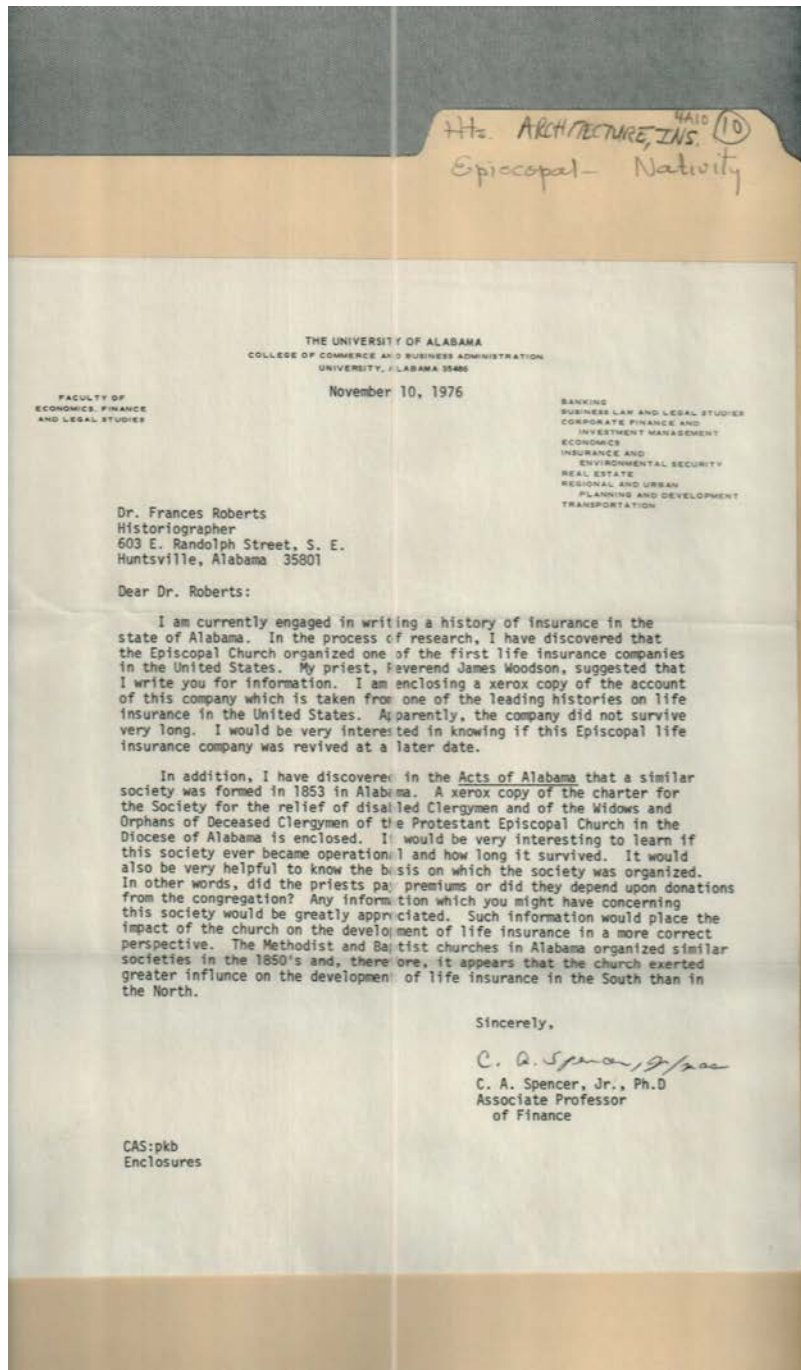 Hts. ARCHITECTURE, INS. 4A10 10
Episcopal - Nativity
THE UNIVERSITY OF ALABAMA
COLLEGE OF COMMERCE AND BUSINESS ADMINISTRATION
UNIVERSITY, ALABAMA 35486
November 10, 1976
FACULTY OF
ECONOMICS, FINANCE
AND LEGAL STUDIES
BANKING
BUSINESS LAW AND LEGAL STUDIES
CORPORATE FINANCE AND
INVESTMENT MANAGEMENT
ECONOMICS
INSURANCE AND
ENVIRONMENTAL SECURITY
REAL ESTATE
REGIONAL AND URBAN
PLANNING AND DEVELOPMENT
TRANSPORTATION
Dr. Frances Roberts
Historiographer
603 E. Randolph Street, S. E.
Huntsville, Alabama 35801
Dear Dr. Roberts:
I am currently engaged in writing a history of insurance in the
state of Alabama. In the process of research, I have discovered that
the Episcopal Church organized one of the first life insurance companies
in the United States. My priest, Reverend James Woodson, suggested that
I write you for information. I am enclosing a xerox copy of the account
of this company which is taken from one of the leading histories on life
insurance in the United States. Apparently, the company did not survive
very long. I would be very interested in knowing if this Episcopal life
insurance company was revived at a later date.
In addition, I have discovered in the Acts of Alabama that a similar
society was formed in 1853 in Alabama. A xerox copy of the charter for
the Society for the relief of disabled Clergymen and of the Widows and
Orphans of Deceased Clergymen of the Protestant Episcopal Church in the
Diocese of Alabama is enclosed. It would be very interesting to learn if
this society ever became operational and how long it survived. It would
also be very helpful to know the basis on which the society was organized.
In other words, did the priests pay premiums or did they depend upon donations
from the congregation? Any information which you might have concerning
this society would be greatly appreciated. Such information would place the
impact of the church on the development of life insurance in a more correct
perspective. The Methodist and Baptist churches in Alabama organized similar
societies in the 1850's and, therefore, it appears that the church exerted
greater influnce on the development of life insurance in the South than in
the North.
Sincerely,
C. A. Spencer, Jr/
C. A. Spencer, Jr., Ph.D
Associate Professor
of Finance
CAS:pkb
Enclosures